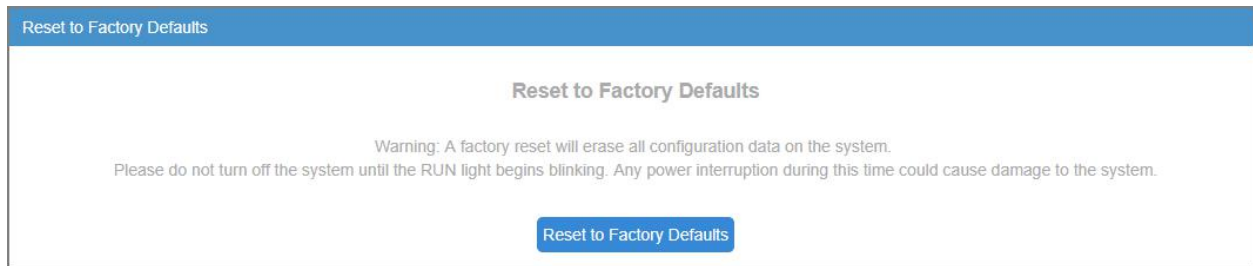 Reset to Factory Defaults
Reset to Factory Defaults
Warning: A factory reset will erase all configuration data on the system.
Please do not turn off the system until the RUN light begins blinking. Any power interruption during this time could cause damage to the system.
Reset to Factory Defaults